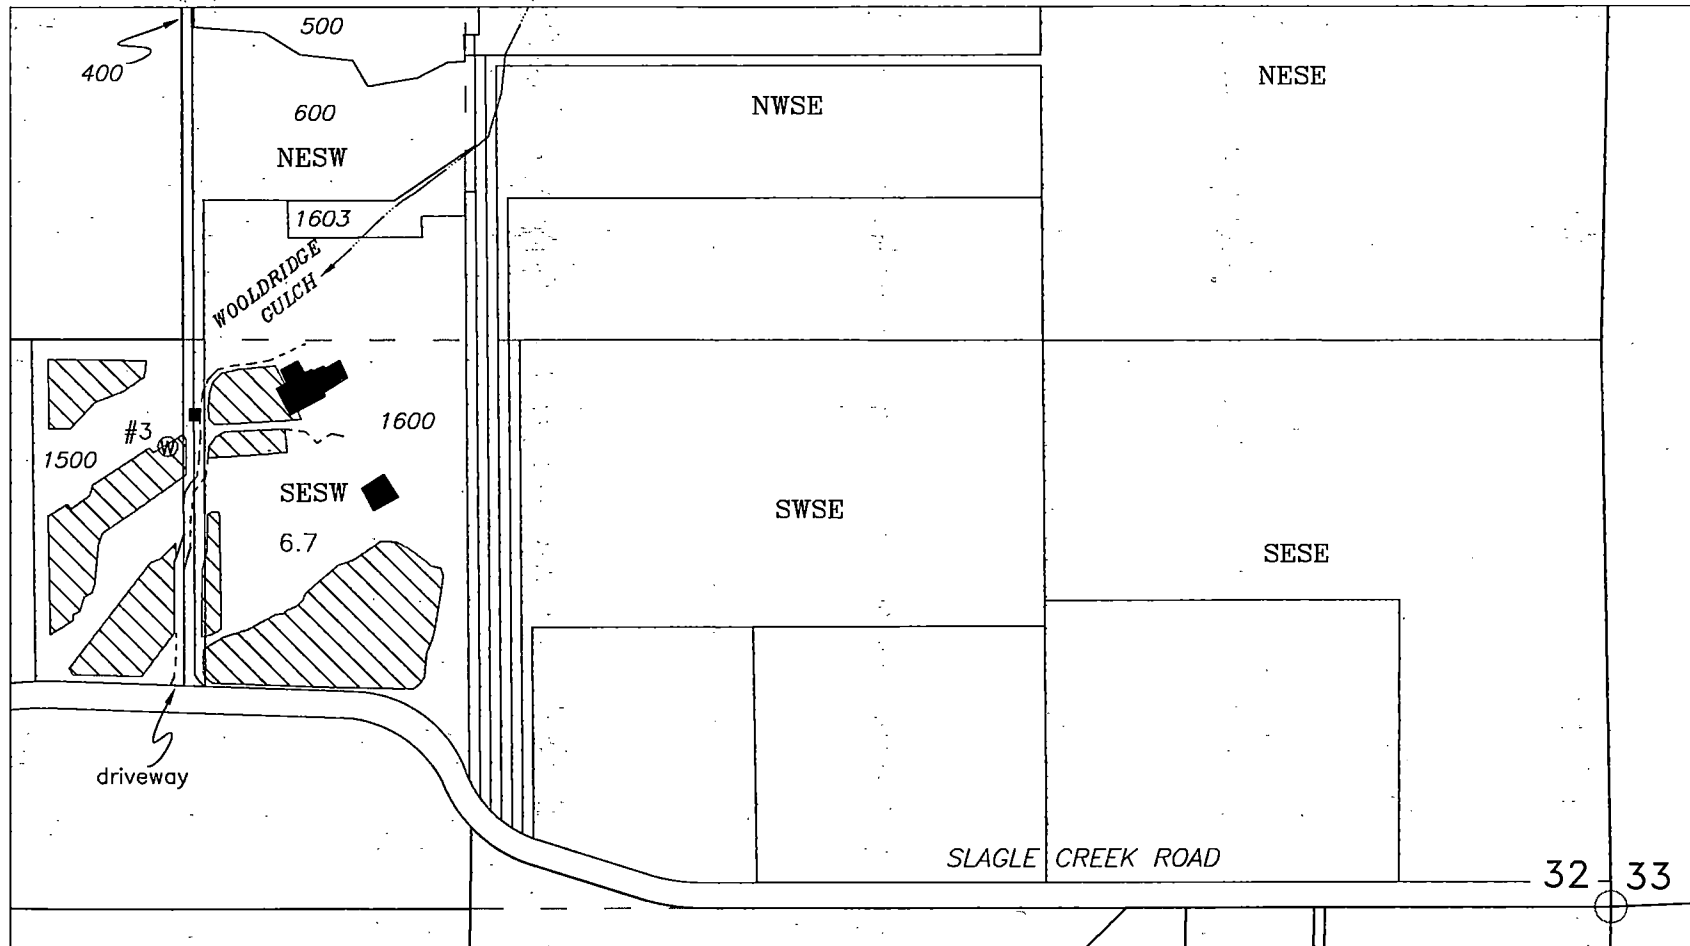 500
400
600
NESW
NWSE
NESE
1603
WOOLDRIDGE
GULCH
#3
W
1500
1600
SESW
6.7
SWSE
SESE
driveway
SLAGLE CREEK ROAD
32
33